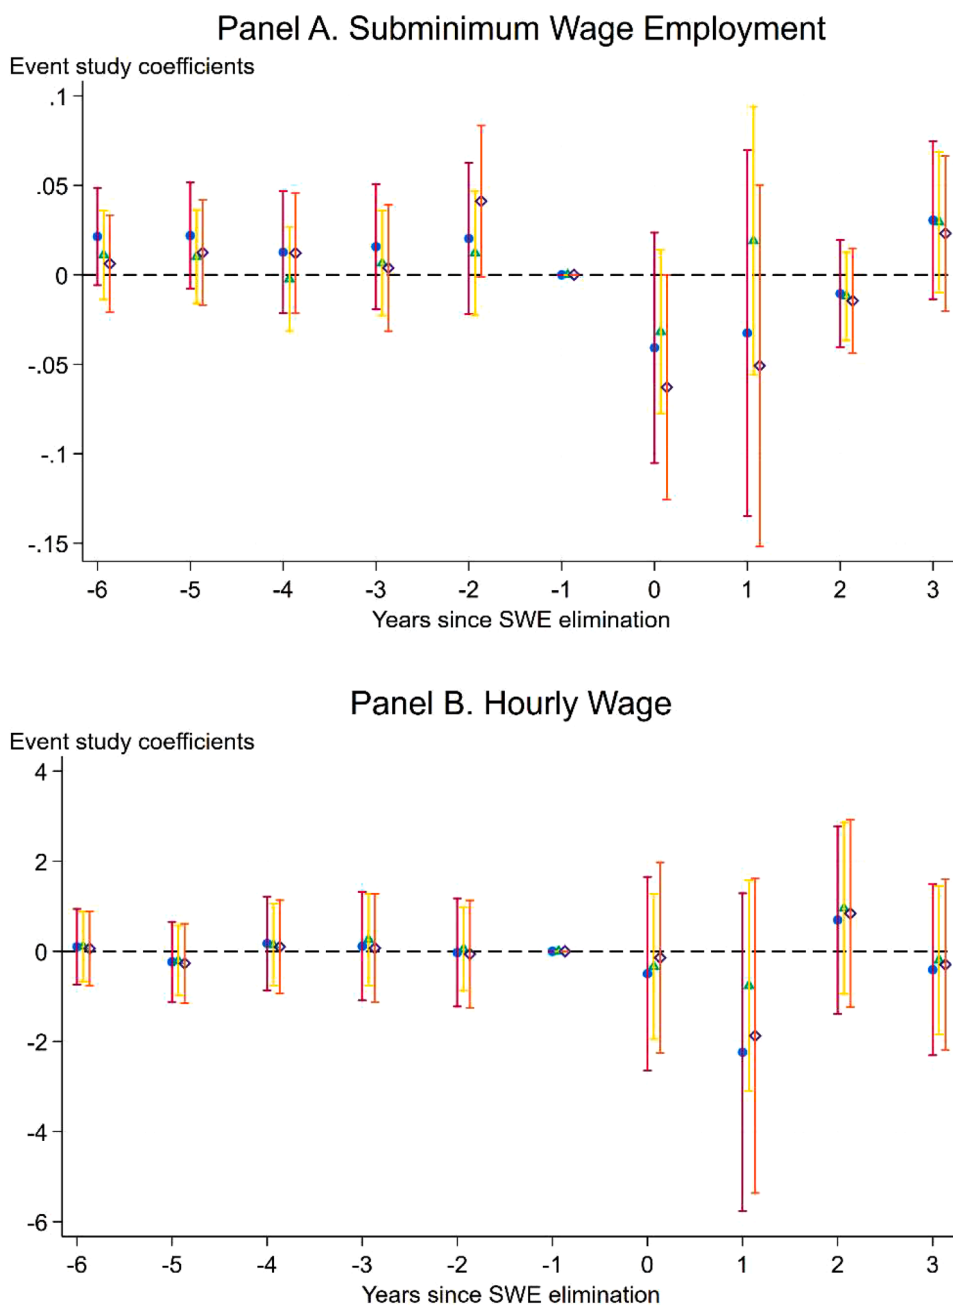 Panel A. Subminimum Wage Employment
Event study coefficients
.1
.05
0
-.05
-.1
-.15
-6 -5 -4 -3 -2 -1 0 1 2 3
Years since SWE elimination
Panel B. Hourly Wage
Event study coefficients
4
2
0
-2
-4
-6
-6 -5 -4 -3 -2 -1 0 1 2 3
Years since SWE elimination